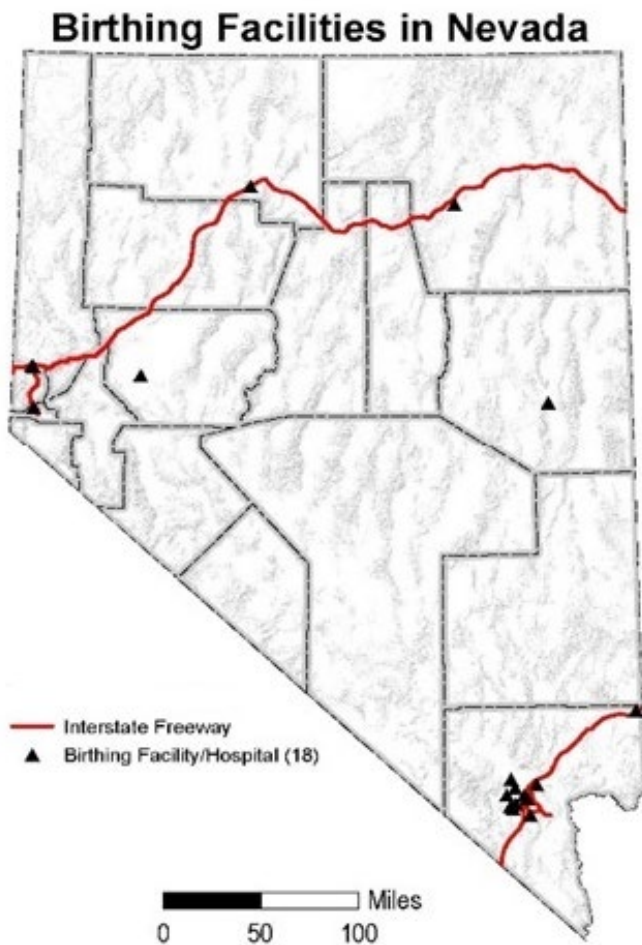 Birthing Facilities in Nevada
Interstate Freeway
Birthing Facility/Hospital (18)
Miles
0 50 100